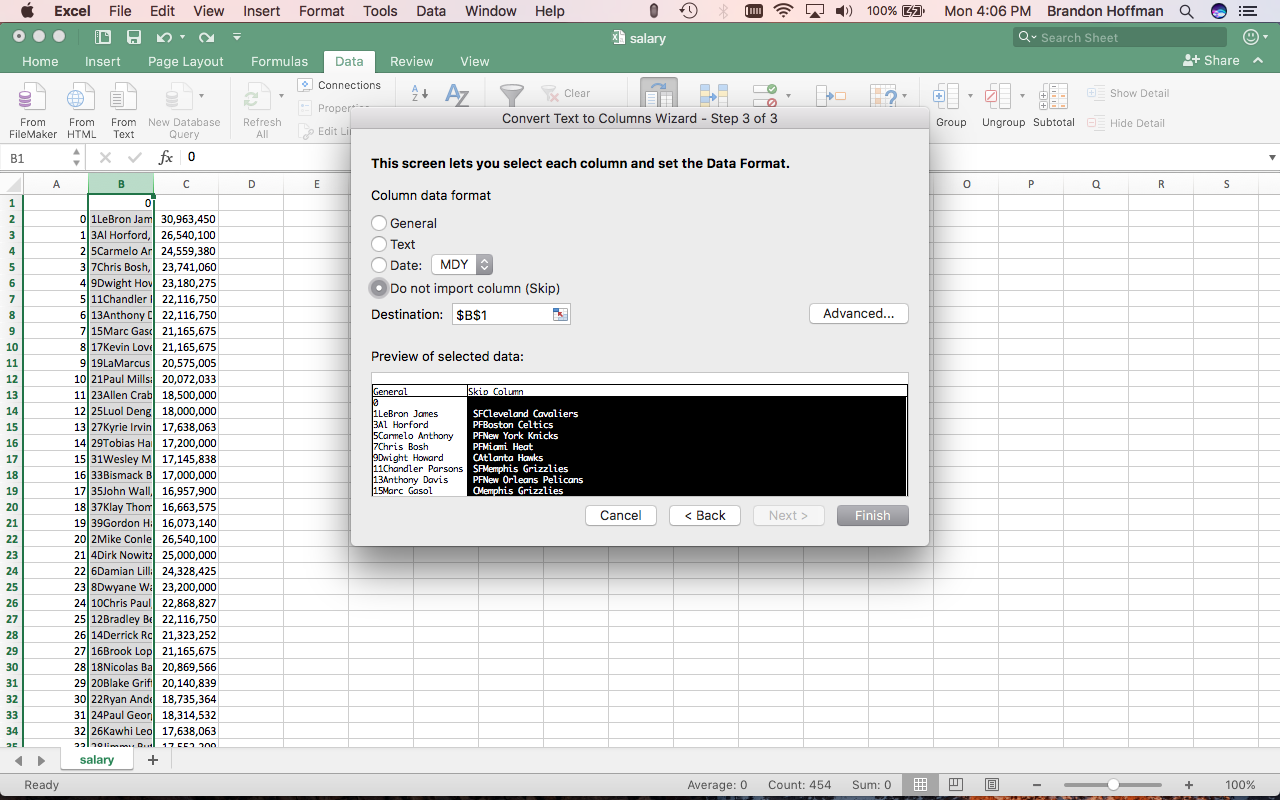 Excel File Edit View Insert Format Tools Data Window Help 100% Mon 4:06 PM Brandon Hoffman
salary
Search Sheet
Home Insert Page Layout Formulas Data Review View Share
Connections
Properties
Edit Li
Clear
Show Detail
Hide Detail
From FileMaker
From HTML
From Text
New Database Query
Refresh All
Group Ungroup Subtotal
Convert Text to Columns Wizard - Step 3 of 3
B1 fx 0
A B C D E O P Q R S
This screen lets you select each column and set the Data Format.
Column data format
General
Text
Date: MDY
Do not import column (Skip)
Destination: $B$1
Advanced...
Preview of selected data:
General Skip Column
0
1LeBron James SFCleveland Cavaliers
3Al Horford PFBoston Celtics
5Carmelo Anthony PFNew York Knicks
7Chris Bosh PFMiami Heat
9Dwight Howard CAtlanta Hawks
11Chandler Parsons SFMemphis Grizzlies
13Anthony Davis PFNew Orleans Pelicans
15Marc Gasol CMemphis Grizzlies
Cancel < Back Next > Finish
1 0
2 0 1LeBron Jam 30,963,450
3 1 3Al Horford, 26,540,100
4 2 5Carmelo An 24,559,380
5 3 7Chris Bosh, 23,741,060
6 4 9Dwight How 23,180,275
7 5 11Chandler P 22,116,750
8 6 13Anthony D 22,116,750
9 7 15Marc Gaso 21,165,675
10 8 17Kevin Love 21,165,675
11 9 19LaMarcus 20,575,005
12 10 21Paul Millsa 20,072,033
13 11 23Allen Crab 18,500,000
14 12 25Luol Deng 18,000,000
15 13 27Kyrie Irvin 17,638,063
16 14 29Tobias Ha 17,200,000
17 15 31Wesley M 17,145,838
18 16 33Bismack B 17,000,000
19 17 35John Wall, 16,957,900
20 18 37Klay Thom 16,663,575
21 19 39Gordon Ha 16,073,140
22 20 2Mike Conle 26,540,100
23 21 4Dirk Nowitz 25,000,000
24 22 6Damian Lill 24,328,425
25 23 8Dwyane Wa 23,200,000
26 24 10Chris Paul, 22,868,827
27 25 12Bradley Be 22,116,750
28 26 14Derrick Ro 21,323,252
29 27 16Brook Lop 21,165,675
30 28 18Nicolas Ba 20,869,566
31 29 20Blake Griff 20,140,839
32 30 22Ryan Ande 18,735,364
33 31 24Paul Georg 18,314,532
34 32 26Kawhi Leo 17,638,063
35 33 28Jimmy But 17,552,209
salary
Ready Average: 0 Count: 454 Sum: 0 100%